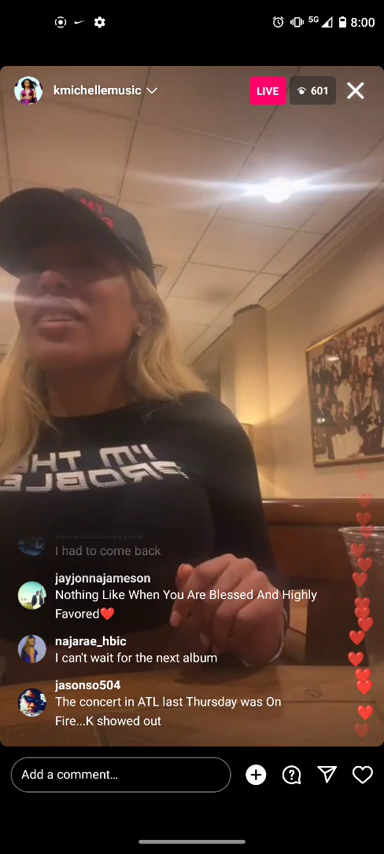 5G
8:00
kmichellemusic
LIVE
601
I'M THE
PROBLE
I had to come back
jayjonnajameson
Nothing Like When You Are Blessed And Highly
Favored❤️
najarae_hbic
I can't wait for the next album
jasonso504
The concert in ATL last Thursday was On
Fire...K showed out
Add a comment...